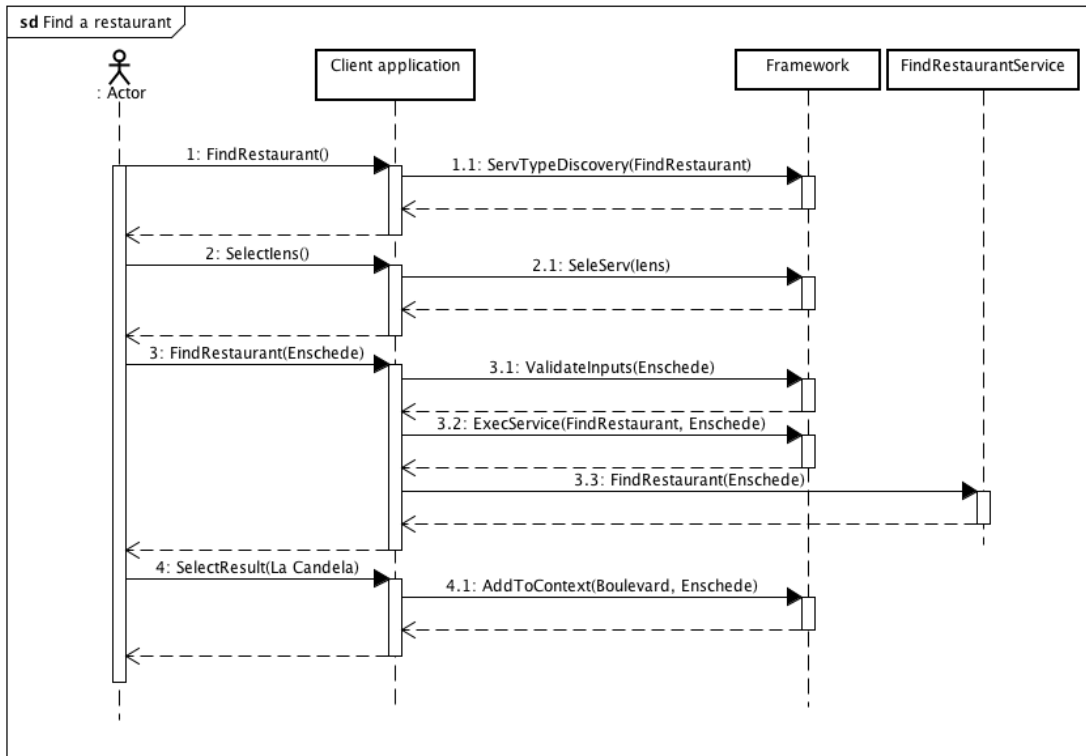 sd Find a restaurant
: Actor
Client application
Framework
FindRestaurantService
1: FindRestaurant()
1.1: ServTypeDiscovery(FindRestaurant)
2: SelectIens()
2.1: SeleServ(Iens)
3: FindRestaurant(Enschede)
3.1: ValidateInputs(Enschede)
3.2: ExecService(FindRestaurant, Enschede)
3.3: FindRestaurant(Enschede)
4: SelectResult(La Candela)
4.1: AddToContext(Boulevard, Enschede)